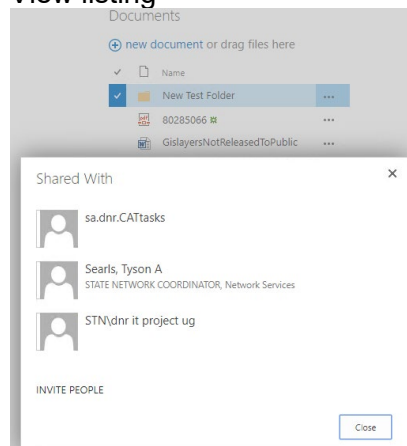 View listing
Documents
new document or drag files here
Name
New Test Folder ...
80285066 ...
GislayersNotReleasedToPublic ...
Shared With
sa.dnr.CATtasks
Searls, Tyson A
STATE NETWORK COORDINATOR, Network Services
STN\dnr it project ug
INVITE PEOPLE
Close